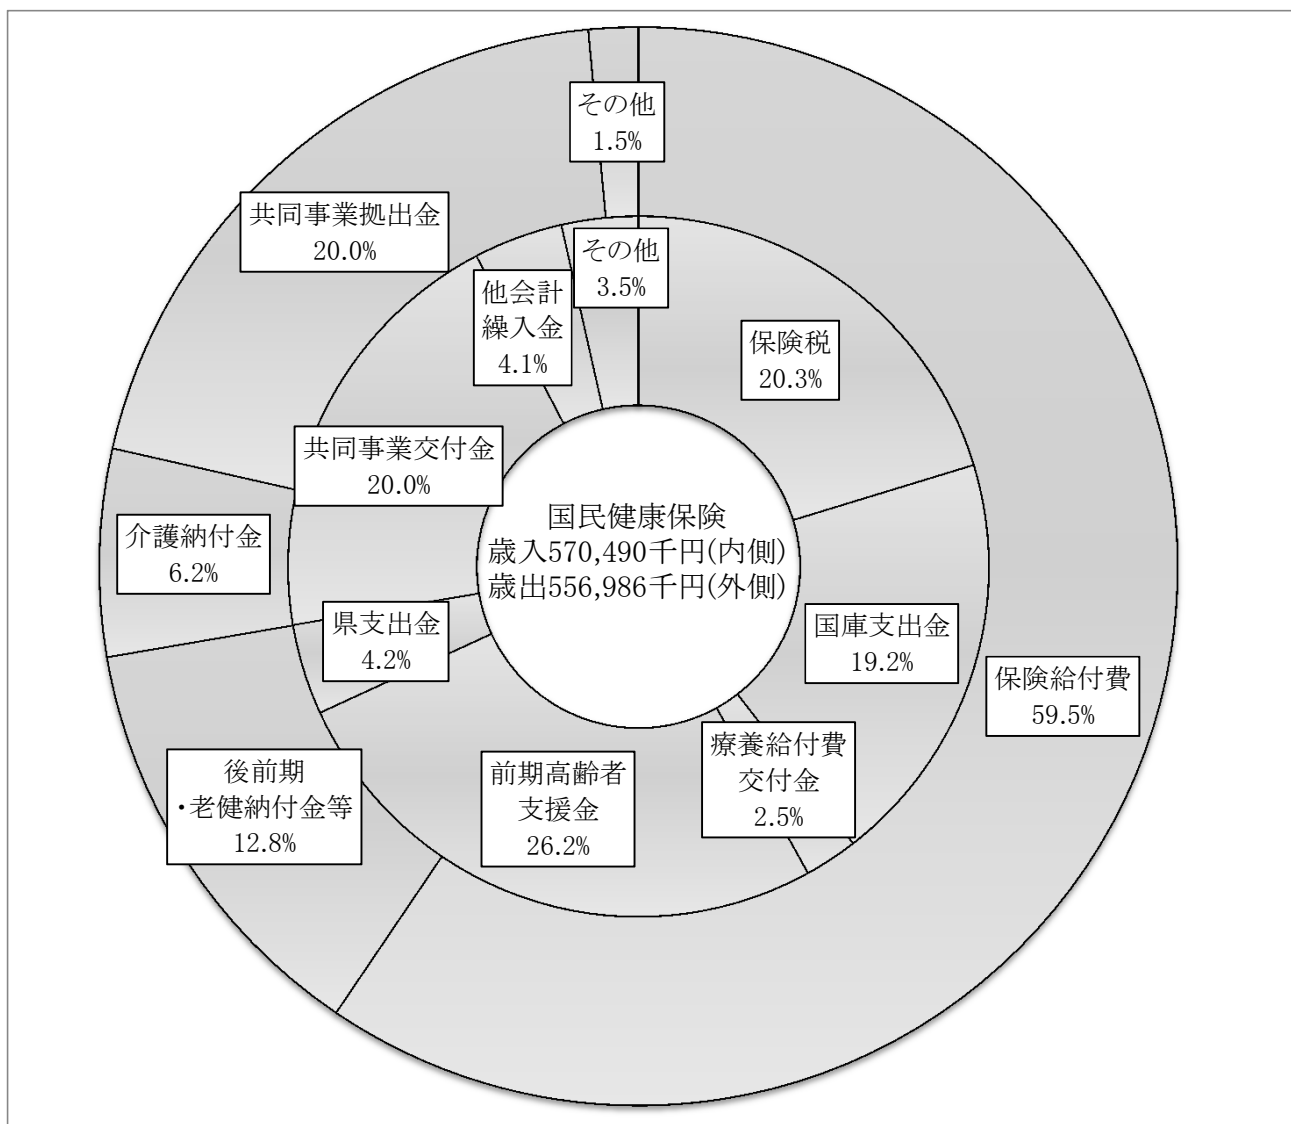 その他
1.5%
共同事業拠出金
20.0%
その他
3.5%
他会計
繰入金
4.1%
保険税
20.3%
共同事業交付金
20.0%
国民健康保険
歳入570,490千円(内側)
歳出556,986千円(外側)
介護納付金
6.2%
県支出金
4.2%
国庫支出金
19.2%
保険給付費
59.5%
療養給付費
交付金
2.5%
前期高齢者
支援金
26.2%
後前期
・老健納付金等
12.8%